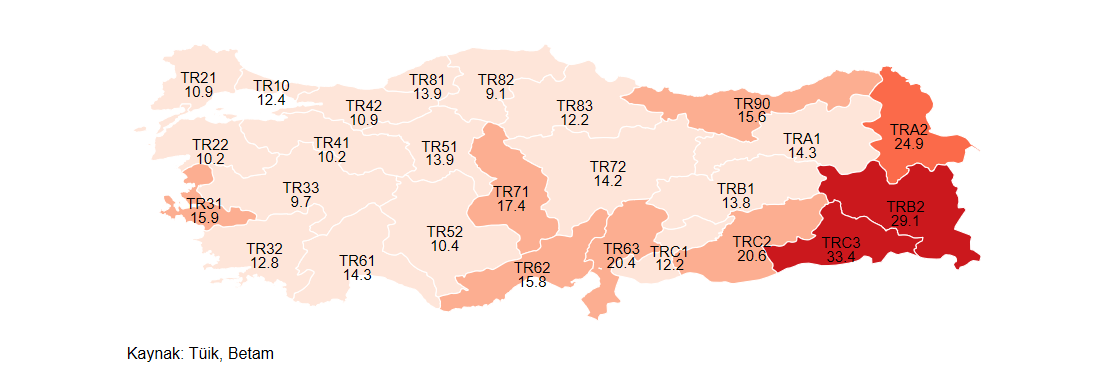 TR21
10.9
TR10
12.4
TR81
13.9
TR82
9.1
TR42
10.9
TR83
12.2
TR90
15.6
TRA1
14.3
TRA2
24.9
TR22
10.2
TR41
10.2
TR51
13.9
TR72
14.2
TR33
9.7
TR71
17.4
TRB1
13.8
TRB2
29.1
TR31
15.9
TR32
12.8
TR61
14.3
TR52
10.4
TR62
15.8
TR63
20.4
TRC1
12.2
TRC2
20.6
TRC3
33.4
Kaynak: Tüik, Betam